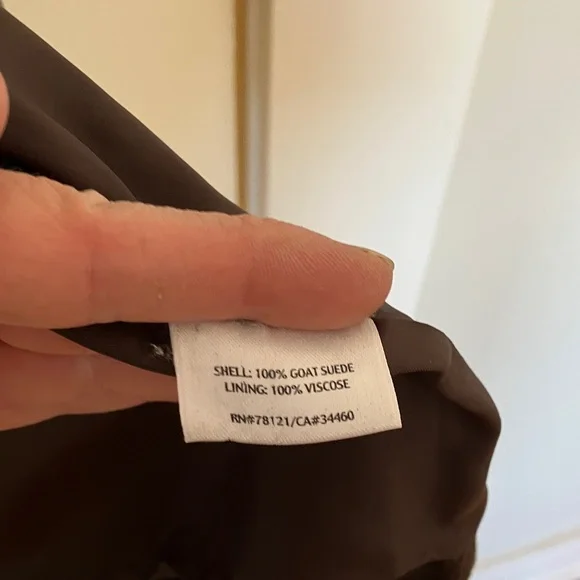 SHELL: 100% GOAT SUEDE
LINING: 100% VISCOSE
RN#78121/CA#34460